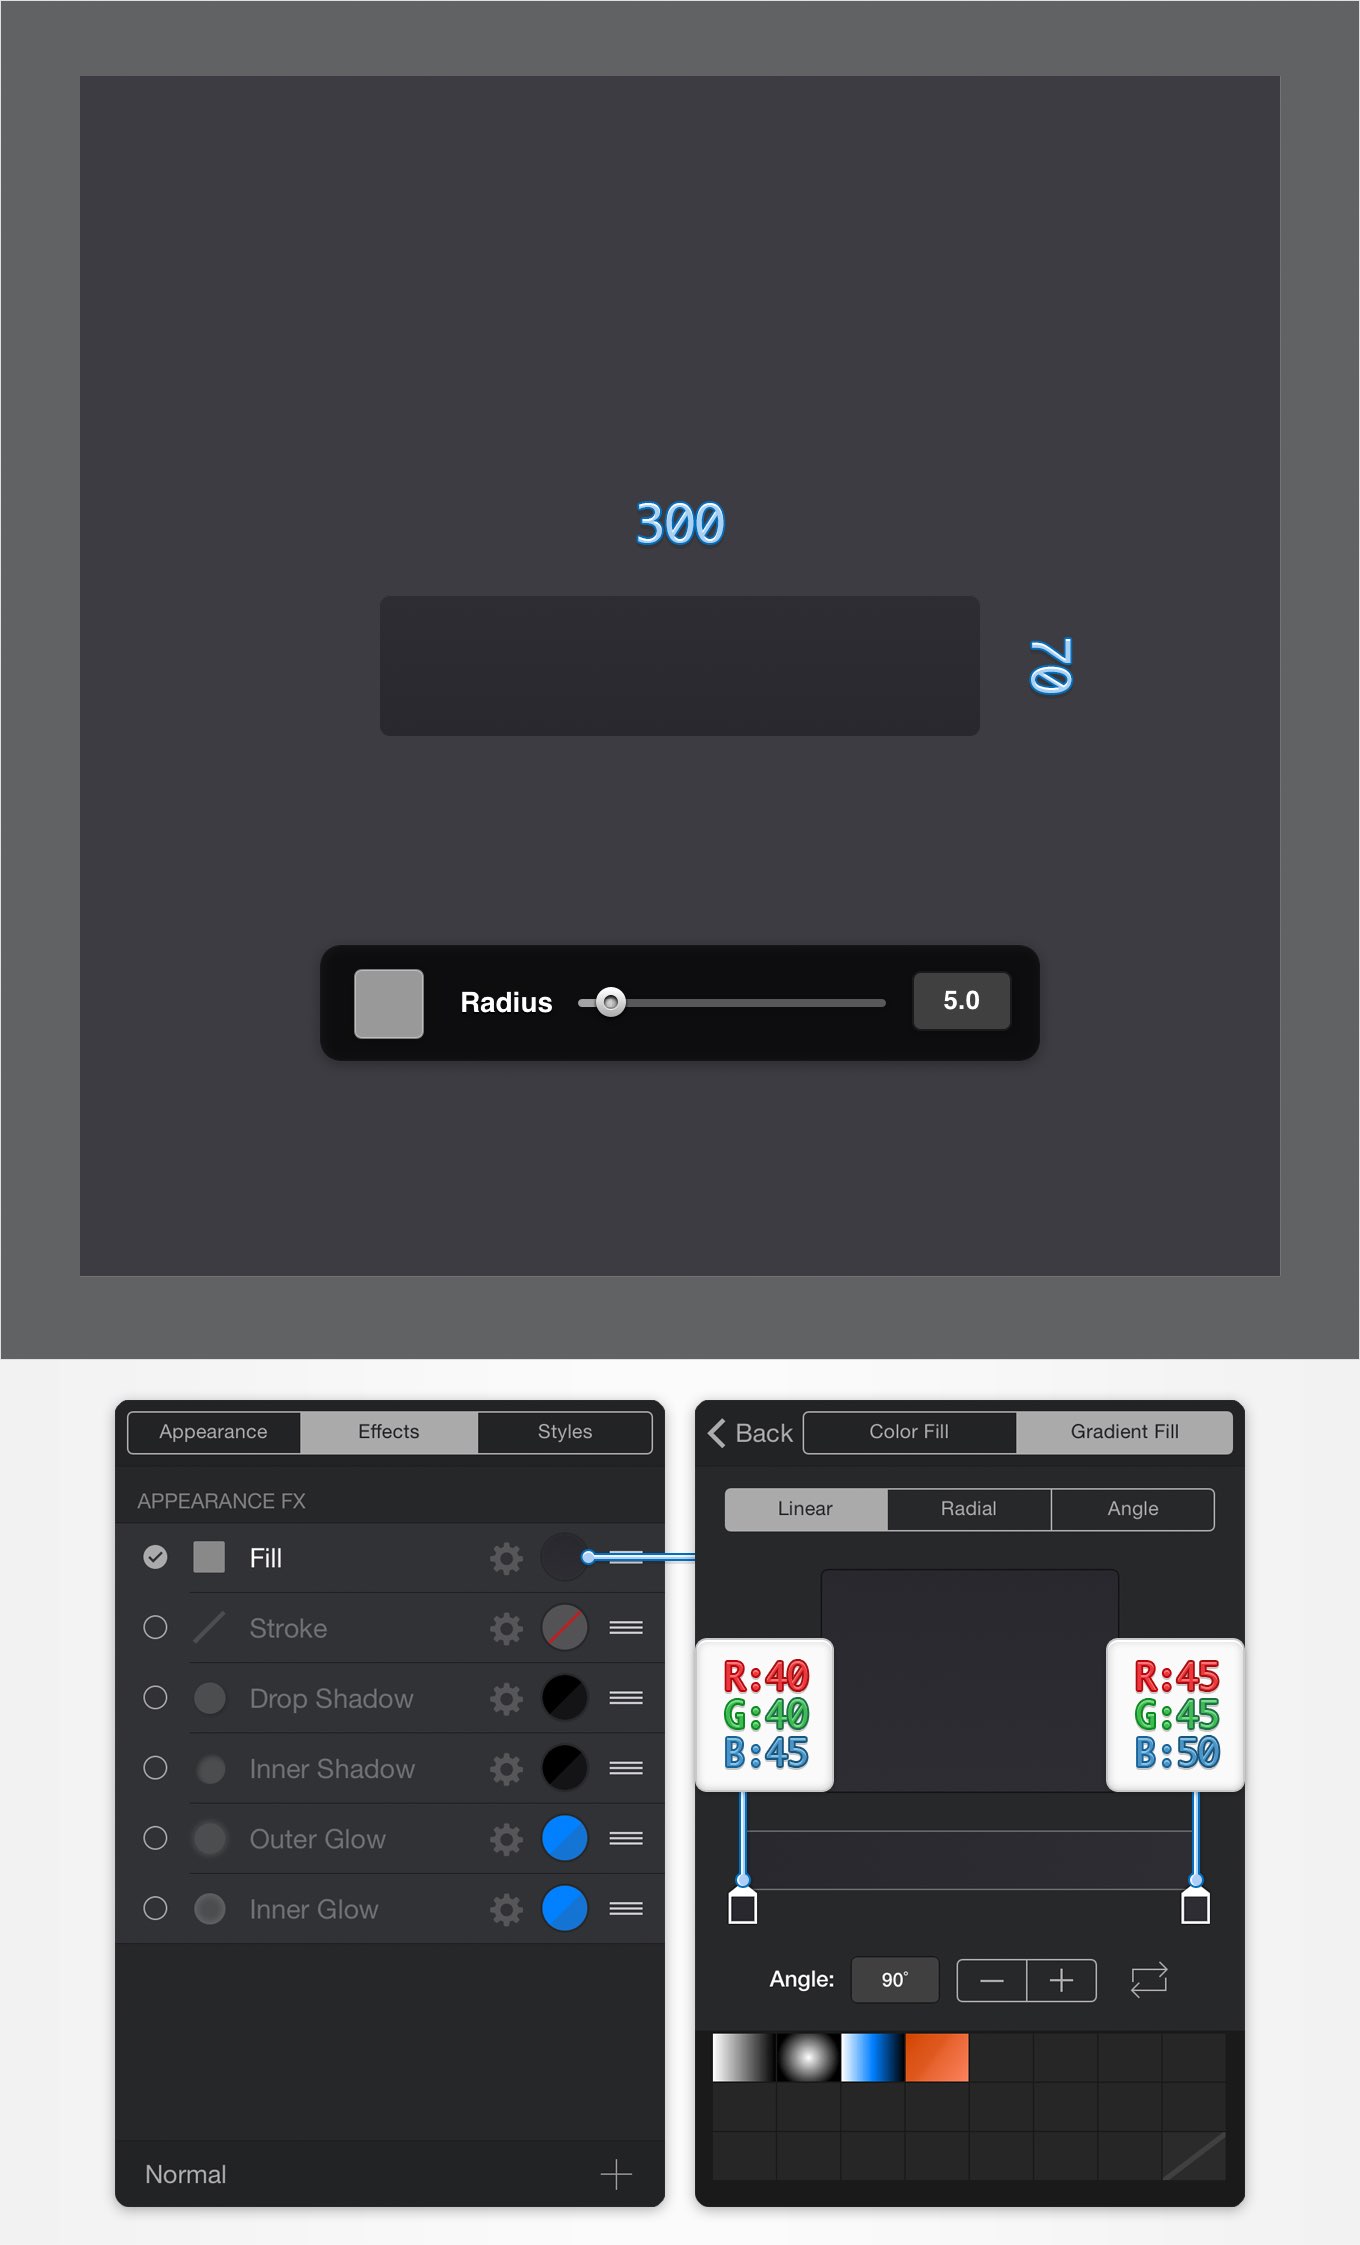 300
70
Radius
5.0
Appearance Effects Styles
APPEARANCE FX
Fill
Stroke
Drop Shadow
Inner Shadow
Outer Glow
Inner Glow
Normal
Back Color Fill Gradient Fill
Linear Radial Angle
R:40
G:40
B:45
R:45
G:45
B:50
Angle: 90°